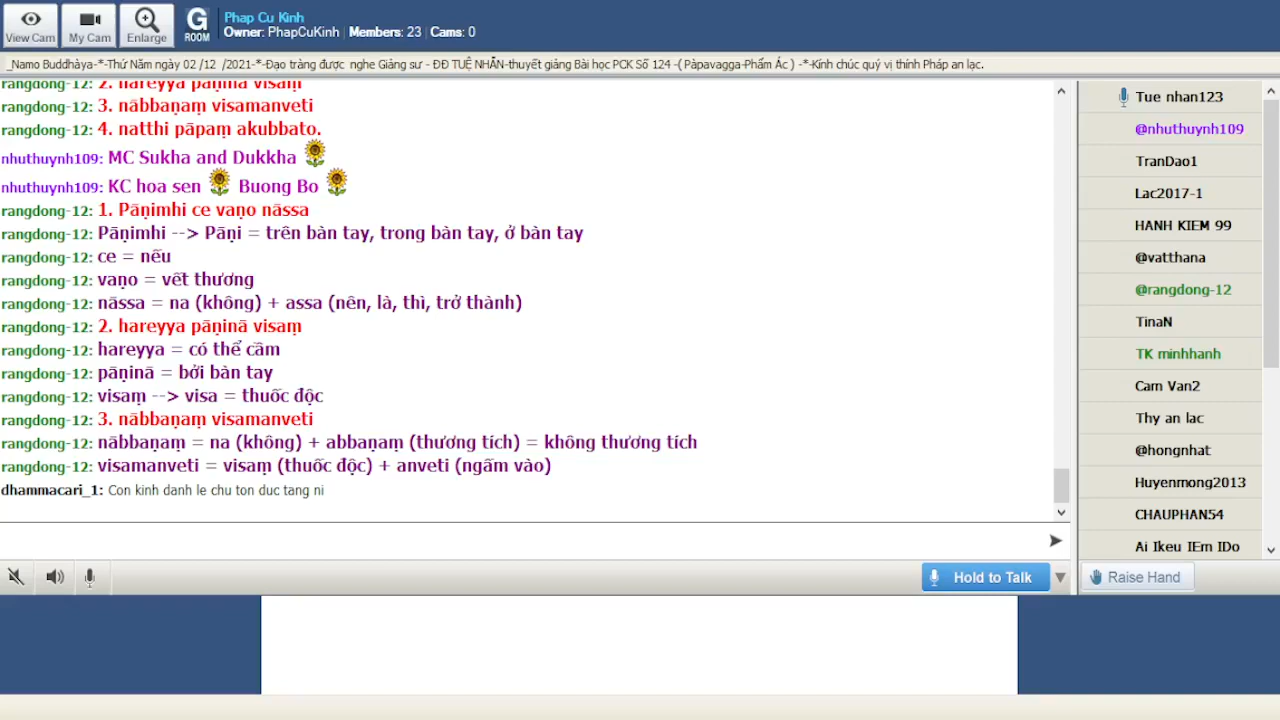 View Cam
My Cam
Enlarge
G
ROOM
Phap Cu Kinh
Owner: PhapCuKinh | Members: 23 | Cams: 0
_Namo Buddhàya-*-Thứ Năm ngày 02 /12 /2021-*-Đạo tràng được nghe Giảng sư - ĐĐ TUỆ NHẪN-thuyết giảng Bài học PCK Số 124 -( Pàpavagga-Phẩm Ác ) -*-Kính chúc quý vị thính Pháp an lạc.
rangdong-12: 2. hareyya pāṇinā visaṃ
rangdong-12: 3. nābbaṇaṃ visamanveti
rangdong-12: 4. natthi pāpaṃ akubbato.
nhuthuynh109: MC Sukha and Dukkha 🌻
nhuthuynh109: KC hoa sen 🌻 Buong Bo 🌻
rangdong-12: 1. Pāṇimhi ce vaṇo nāssa
rangdong-12: Pāṇimhi --> Pāṇi = trên bàn tay, trong bàn tay, ở bàn tay
rangdong-12: ce = nếu
rangdong-12: vaṇo = vết thương
rangdong-12: nāssa = na (không) + assa (nên, là, thì, trở thành)
rangdong-12: 2. hareyya pāṇinā visaṃ
rangdong-12: hareyya = có thể cầm
rangdong-12: pāṇinā = bởi bàn tay
rangdong-12: visaṃ --> visa = thuốc độc
rangdong-12: 3. nābbaṇaṃ visamanveti
rangdong-12: nābbaṇaṃ = na (không) + abbaṇaṃ (thương tích) = không thương tích
rangdong-12: visamanveti = visaṃ (thuốc độc) + anveti (ngấm vào)
dhammacari_1: Con kinh danh le chu ton duc tang ni
Tue nhan123
@nhuthuynh109
TranDao1
Lac2017-1
HANH KIEM 99
@vatthana
@rangdong-12
TinaN
TK minhhanh
Cam Van2
Thy an lac
@hongnhat
Huyenmong2013
CHAUPHAN54
Ai Ikeu IEm IDo
Hold to Talk
Raise Hand